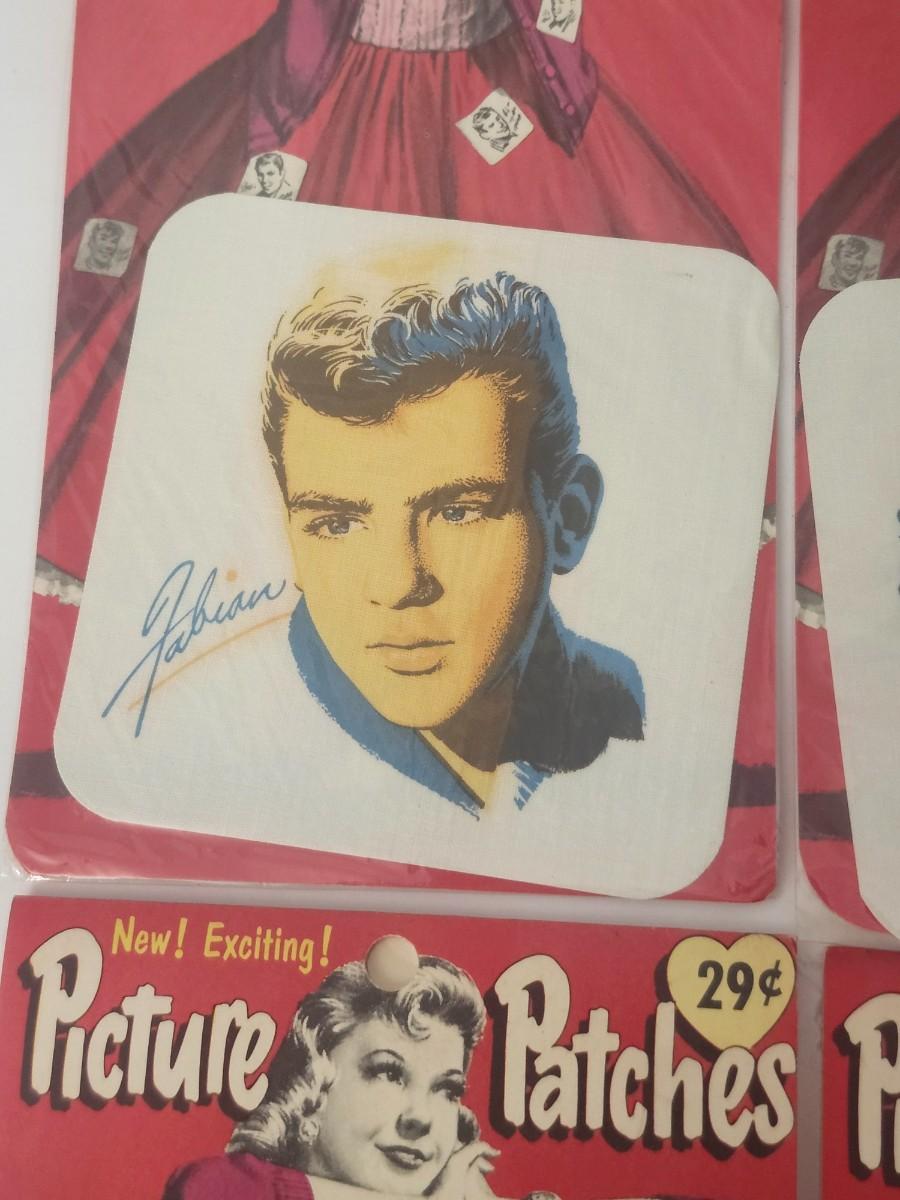 Fabian
New! Exciting!
Picture Patches
29¢